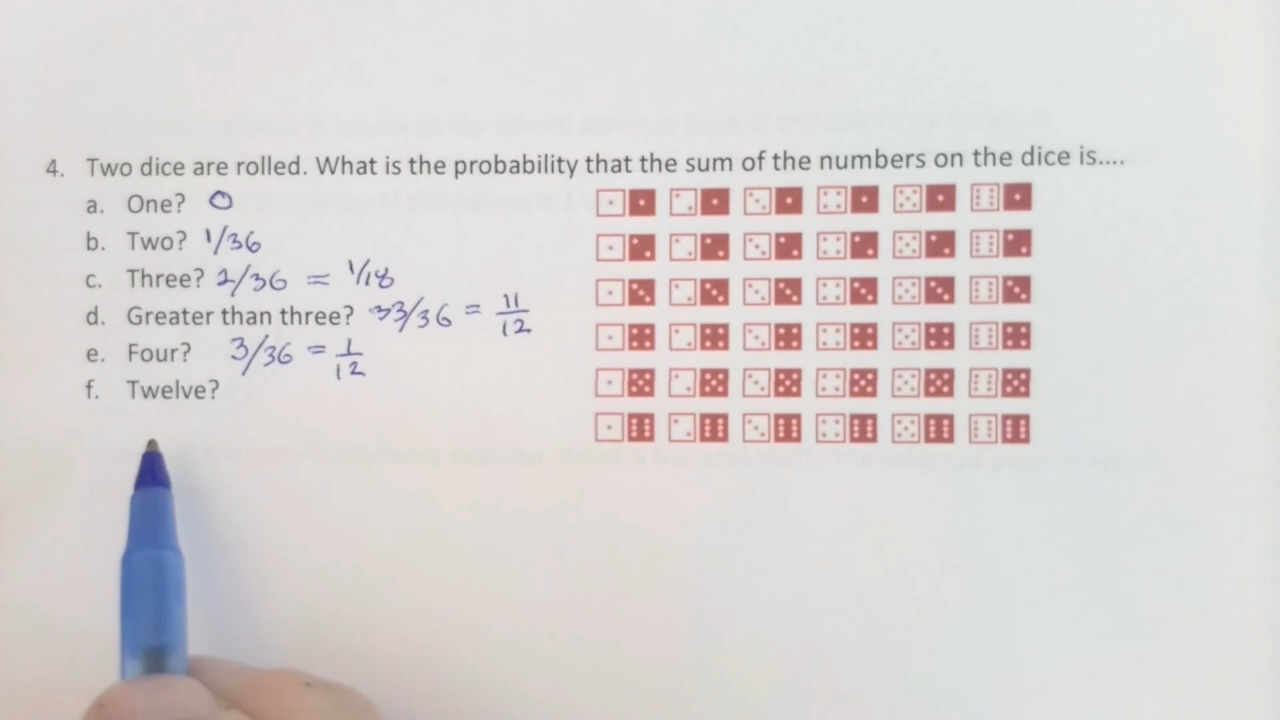 4. Two dice are rolled. What is the probability that the sum of the numbers on the dice is....
a. One? 0
b. Two? 1/36
c. Three? 2/36 = 1/18
d. Greater than three? 33/36 = 11/12
e. Four? 3/36 = 1/12
f. Twelve?